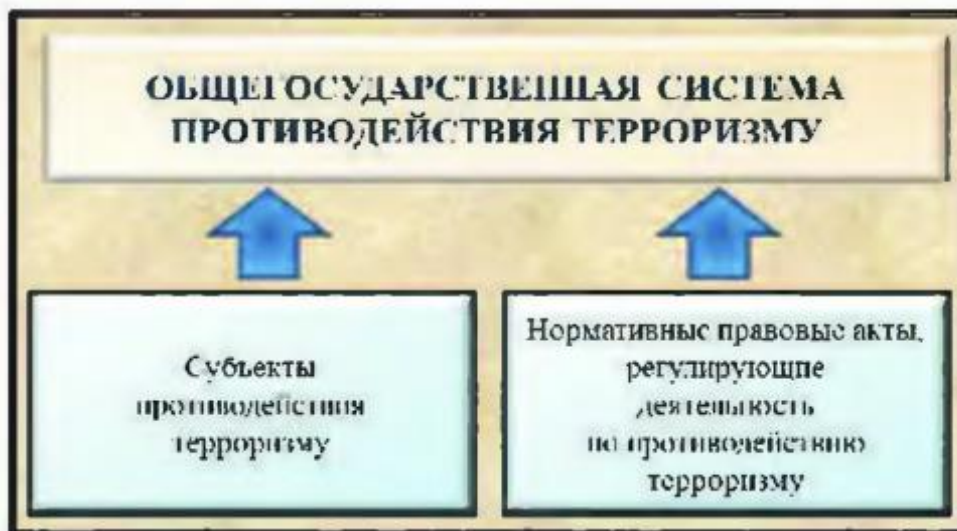 ОБЩЕГОСУДАРСТВЕННАЯ СИСТЕМА
ПРОТИВОДЕЙСТВИЯ ТЕРРОРИЗМУ
Субъекты
противодействия
терроризму
Нормативные правовые акты,
регулирующие
деятельность
по противодействию
терроризму